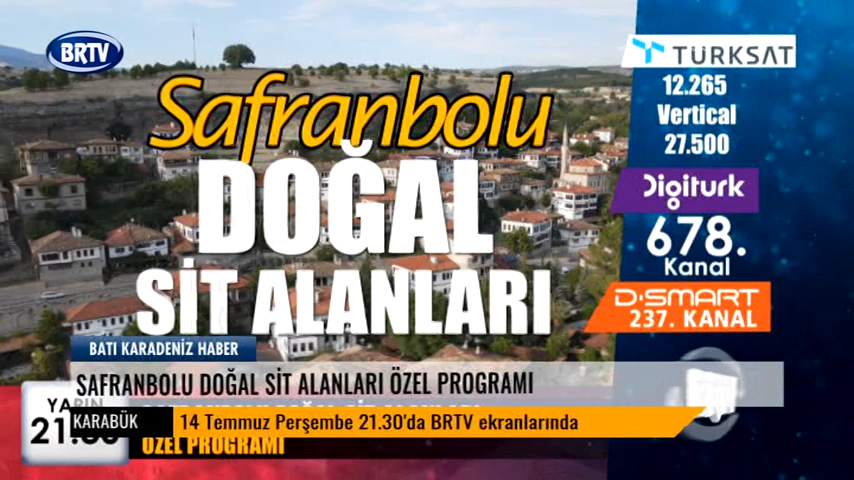 BRTV
Safranbolu
DOĞAL
SİT ALANLARI
TÜRKSAT
12.265
Vertical
27.500
Digiturk
678.
Kanal
D-SMART
237. KANAL
BATI KARADENİZ HABER
SAFRANBOLU DOĞAL SİT ALANLARI ÖZEL PROGRAMI
YARIN
KARABÜK
14 Temmuz Perşembe 21.30'da BRTV ekranlarında
ÖZEL PROGRAMI